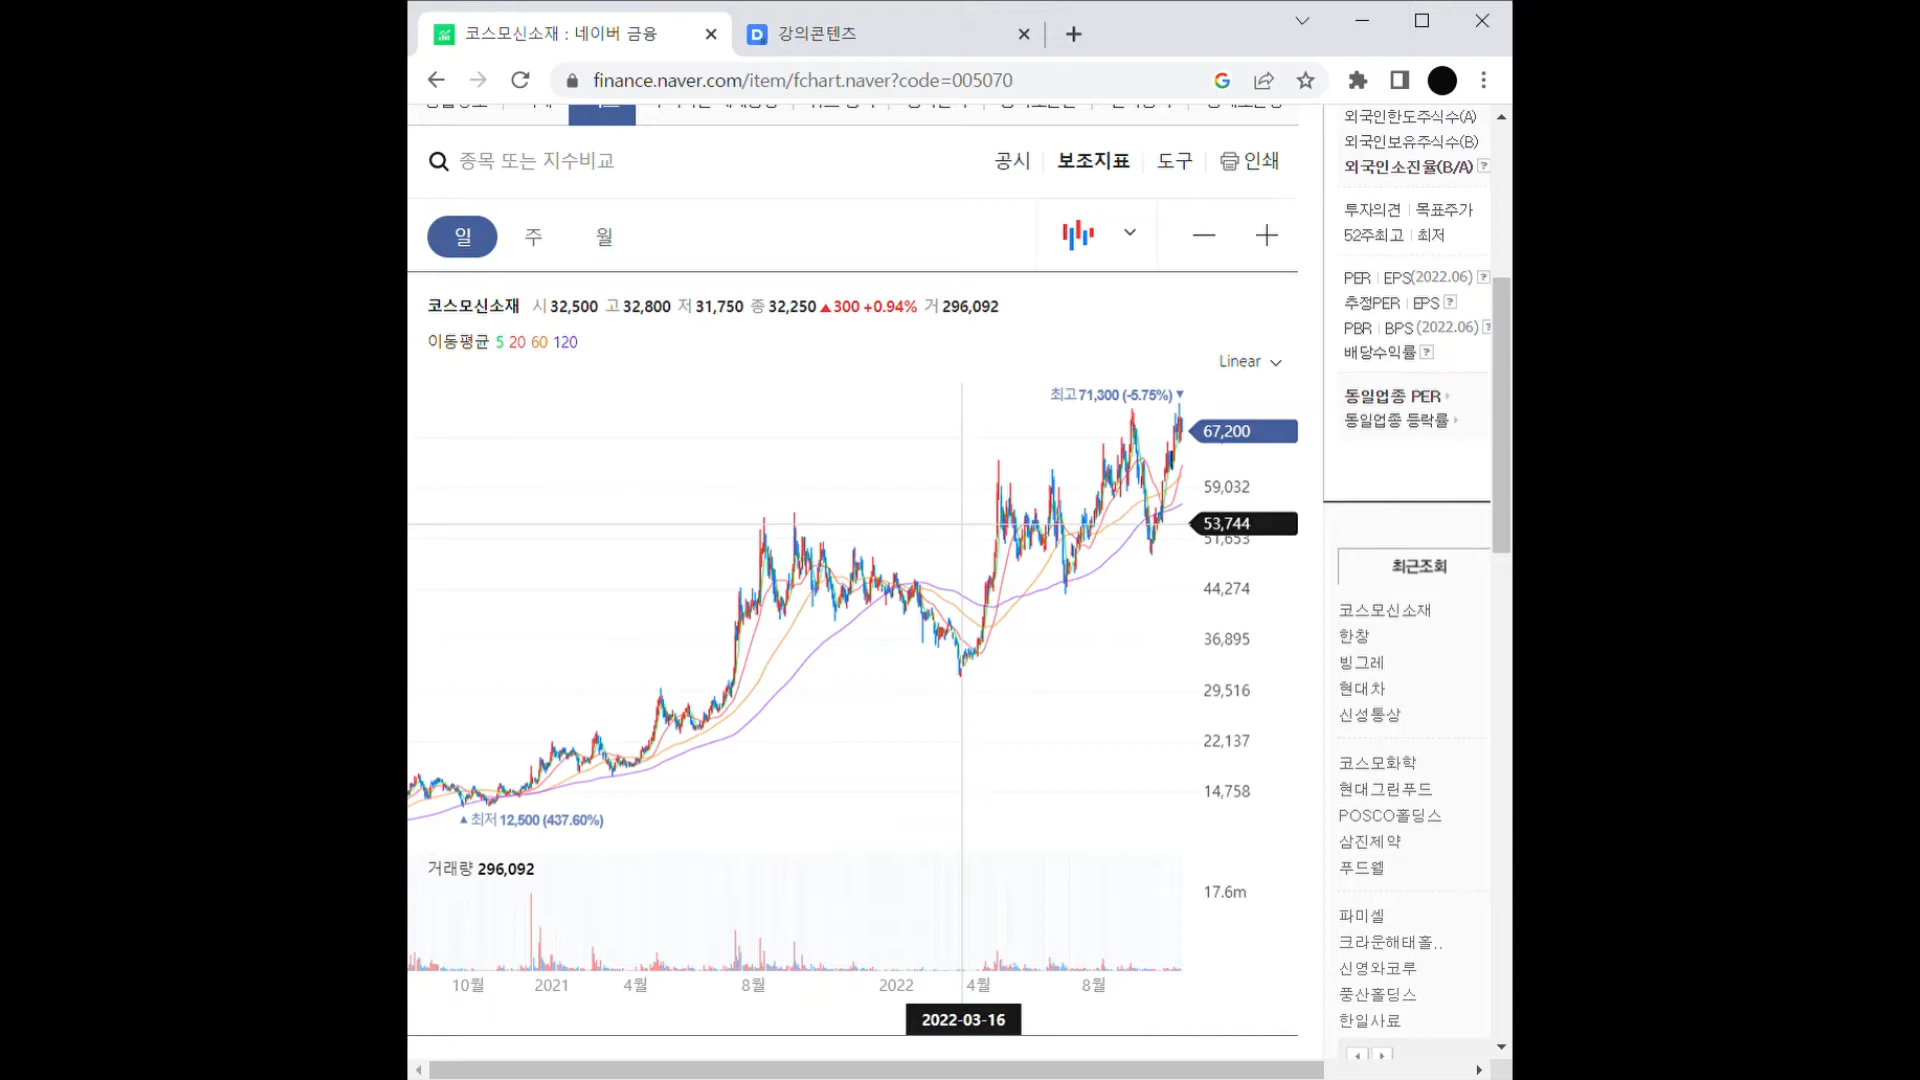 코스모신소재 : 네이버 금융
강의콘텐츠
finance.naver.com/item/fchart.naver?code=005070
종목 또는 지수비교
공시 보조지표 도구 인쇄
일 주 월
코스모신소재 시 32,500 고 32,800 저 31,750 종 32,250 ▲300 +0.94% 거 296,092
이동평균 5 20 60 120
Linear
최고 71,300 (-5.75%) ▼
67,200
59,032
53,744
51,653
44,274
36,895
29,516
22,137
14,758
▲ 최저 12,500 (437.60%)
거래량 296,092
17.6m
10월 2021 4월 8월 2022 4월 8월
2022-03-16
외국인한도주식수(A)
외국인보유주식수(B)
외국인소진율(B/A) ?
투자의견 | 목표주가
52주최고 | 최저
PER | EPS(2022.06) ?
추정PER | EPS ?
PBR | BPS (2022.06) ?
배당수익률 ?
동일업종 PER
동일업종 등락률
최근조회
코스모신소재
한창
빙그레
현대차
신성통상
코스모화학
현대그린푸드
POSCO홀딩스
삼진제약
푸드웰
파미셀
크라운해태홀..
신영와코루
풍산홀딩스
한일사료